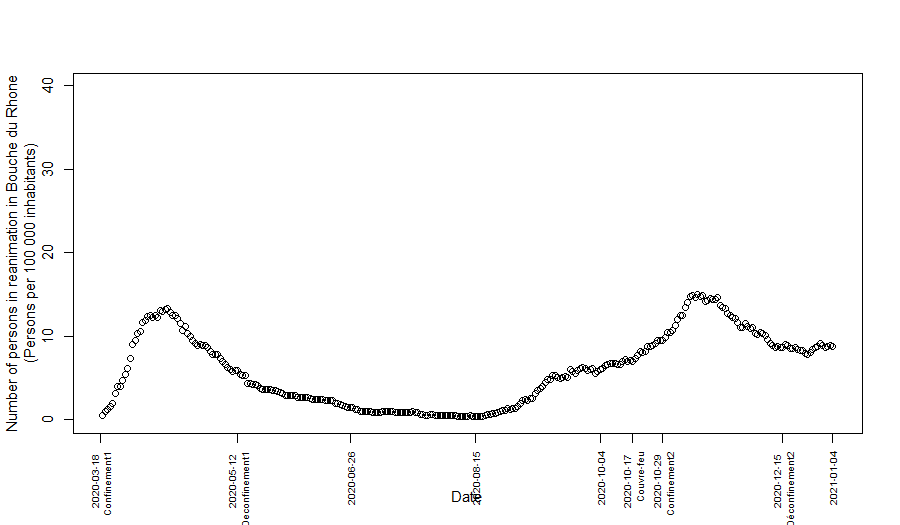 Number of persons in reanimation in Bouche du Rhone
(Persons per 100 000 inhabitants)
40
30
20
10
0
2020-03-18
Confinement1
2020-05-12
Déconfinement1
2020-06-26
2020-08-15
2020-10-04
2020-10-17
Couvre-feu
2020-10-29
Confinement2
2020-12-15
Déconfinement2
2021-01-04
Date